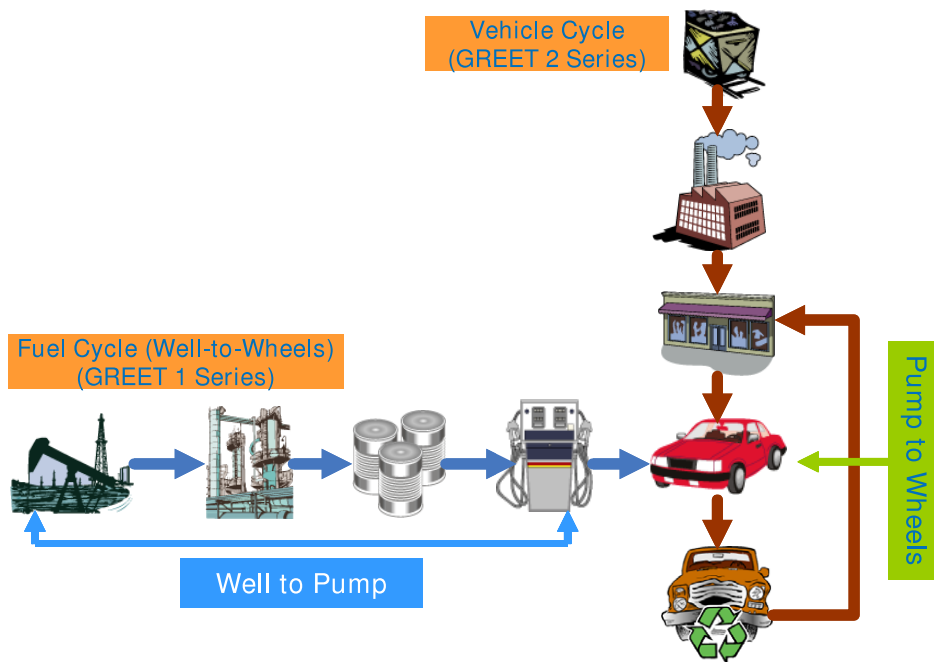 Vehicle Cycle
(GREET 2 Series)
Fuel Cycle (Well-to-Wheels)
(GREET 1 Series)
Pump to Wheels
Well to Pump